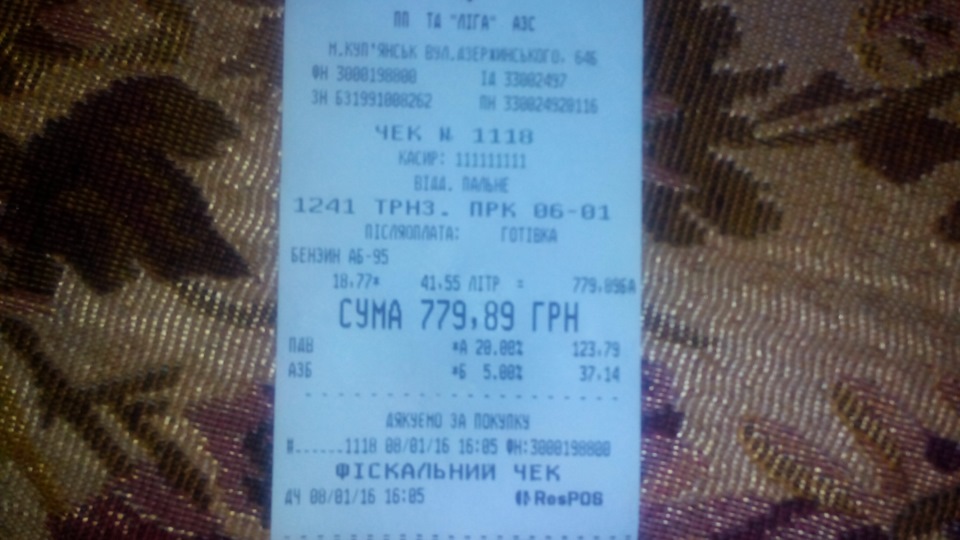 ПП ТА "ЛІГА" АЗС
М.КУП'ЯНСЬК ВУЛ.ДЗЕРЖИНСЬКОГО, 64Б
ФН 3000198800 ІД 33002497
ЗН БЗ1991008262 ПН 330024920116
ЧЕК № 1118
КАСИР: 111111111
ВІДД. ПАЛЬНЕ
1241 ТРНЗ. ПРК 06-01
ПІСЛЯОПЛАТА: ГОТІВКА
БЕНЗИН АБ-95
18,77* 41,55 ЛІТР = 779,89БА
СУМА 779,89 ГРН
ПДВ *А 20.00% 123,79
АЗБ *Б 5.00% 37,14
ДЯКУЄМО ЗА ПОКУПКУ
#......1118 08/01/16 16:05 ФН:3000198800
ФІСКАЛЬНИЙ ЧЕК
ДЧ 08/01/16 16:05 ResPOS